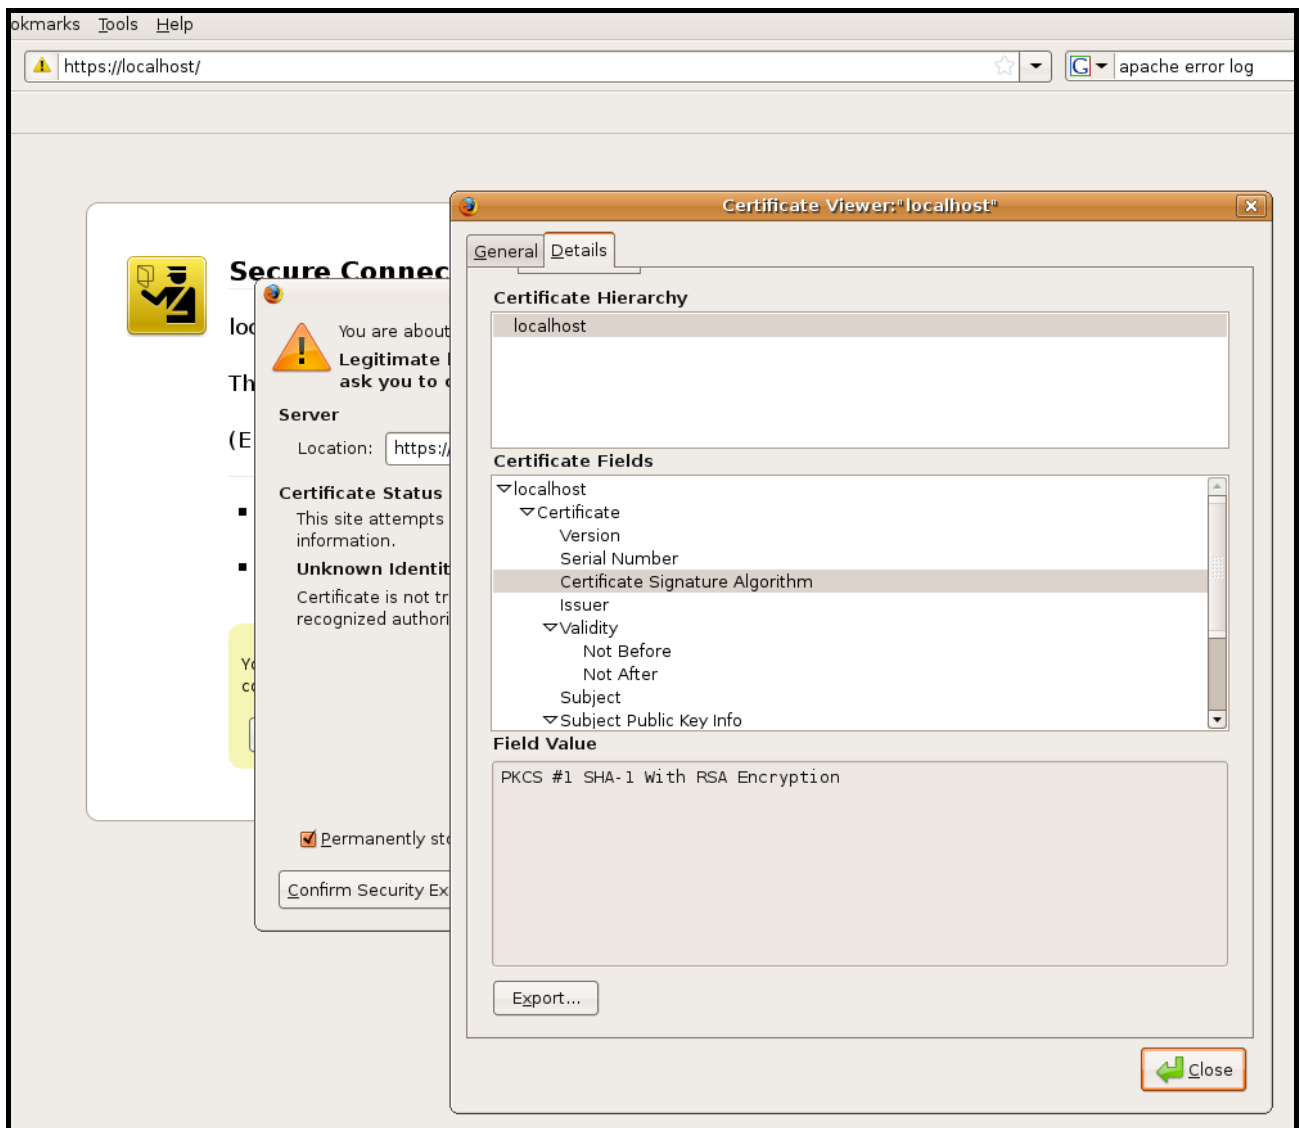 okmarks Tools Help
https://localhost/
G apache error log
Secure Connec
loc
Th
(E
Yo
co
You are about
Legitimate
ask you to
Server
Location: https://
Certificate Status
This site attempts
information.
Unknown Identit
Certificate is not tr
recognized authori
Permanently sto
Confirm Security Ex
Certificate Viewer:"localhost"
General Details
Certificate Hierarchy
localhost
Certificate Fields
localhost
Certificate
Version
Serial Number
Certificate Signature Algorithm
Issuer
Validity
Not Before
Not After
Subject
Subject Public Key Info
Field Value
PKCS #1 SHA-1 With RSA Encryption
Export...
Close